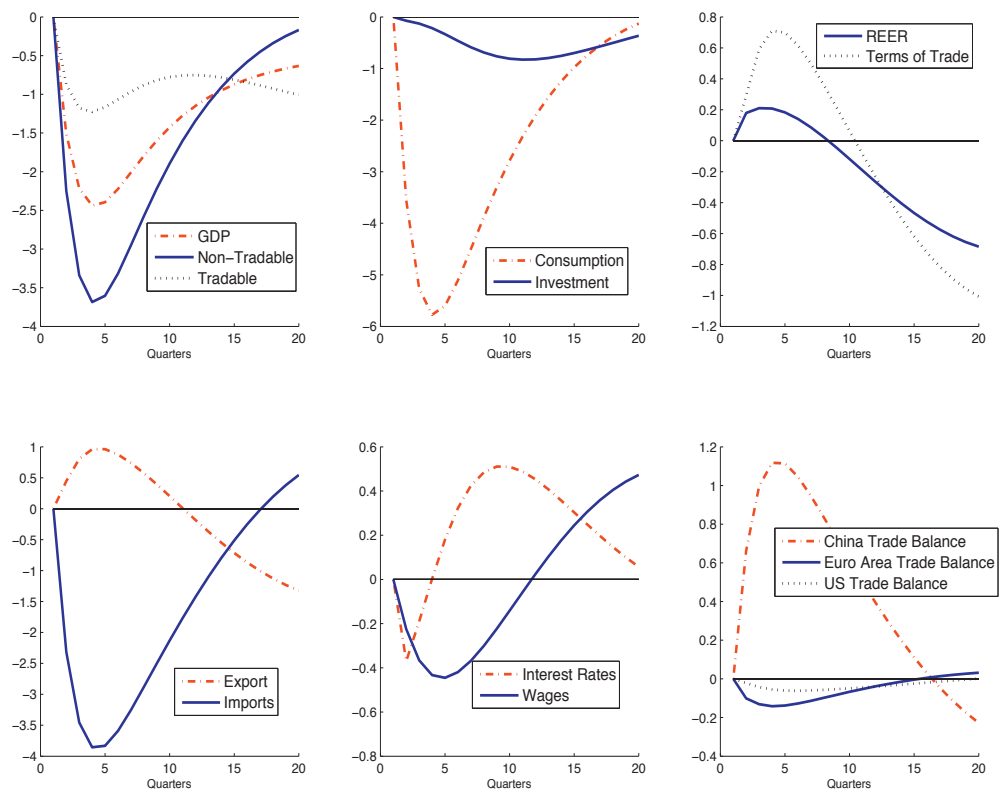 0
−0.5
−1
−1.5
−2
−2.5
−3
−3.5
−4
GDP
Non−Tradable
Tradable
0 5 10 15 20
Quarters
0
−1
−2
−3
−4
−5
−6
Consumption
Investment
0 5 10 15 20
Quarters
0.8
0.6
0.4
0.2
0
−0.2
−0.4
−0.6
−0.8
−1
−1.2
REER
Terms of Trade
0 5 10 15 20
Quarters
1
0.5
0
−0.5
−1
−1.5
−2
−2.5
−3
−3.5
−4
Export
Imports
0 5 10 15 20
Quarters
0.6
0.4
0.2
0
−0.2
−0.4
−0.6
−0.8
Interest Rates
Wages
0 5 10 15 20
Quarters
1.2
1
0.8
0.6
0.4
0.2
0
−0.2
−0.4
China Trade Balance
Euro Area Trade Balance
US Trade Balance
0 5 10 15 20
Quarters